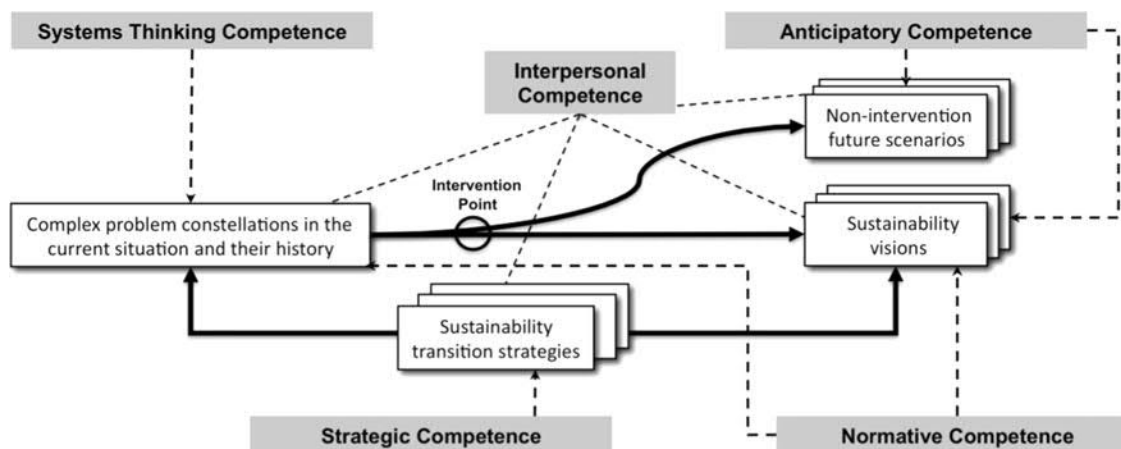 Systems Thinking Competence
Anticipatory Competence
Interpersonal
Competence
Non-intervention
future scenarios
Intervention
Point
Complex problem constellations in the
current situation and their history
Sustainability
visions
Sustainability
transition strategies
Strategic Competence
Normative Competence